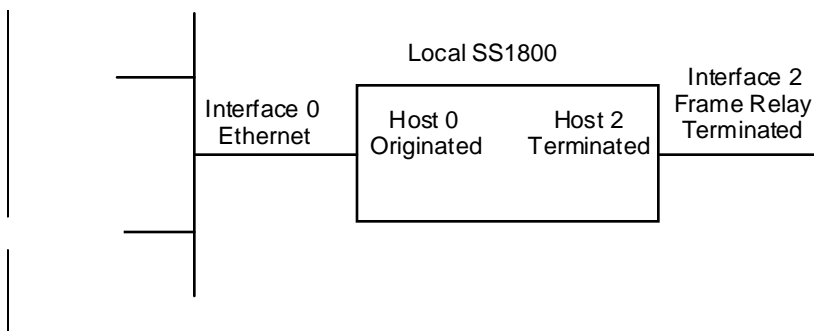 Local SS1800
Interface 0
Ethernet
Host 0
Originated
Host 2
Terminated
Interface 2
Frame Relay
Terminated